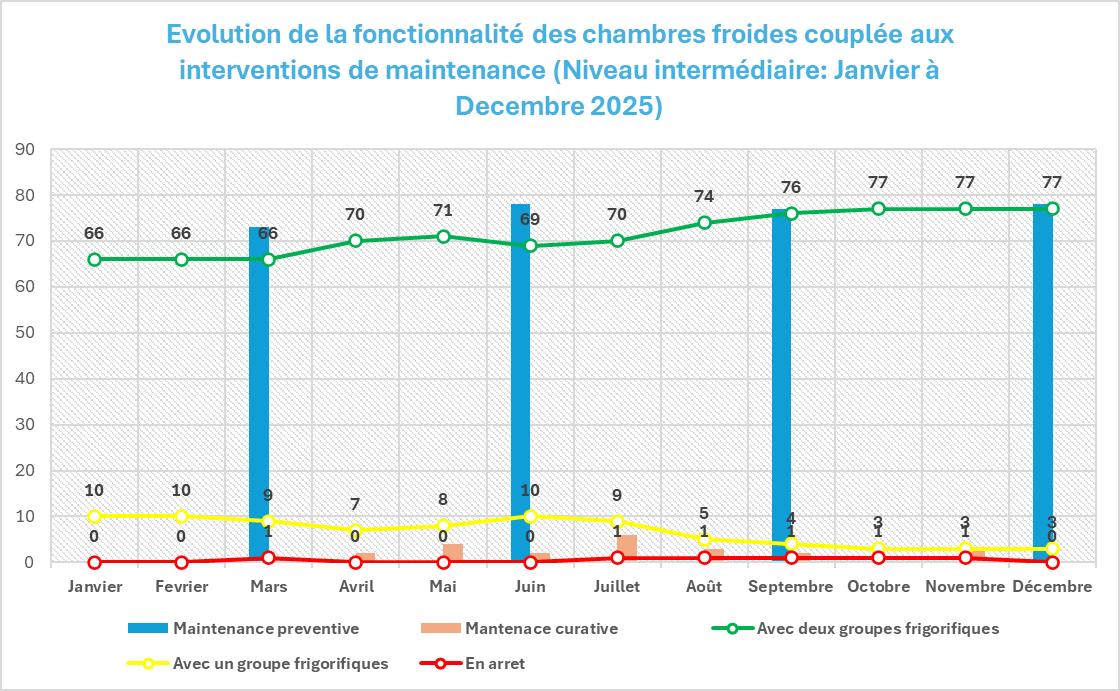 Evolution de la fonctionnalité des chambres froides couplée aux
interventions de maintenance (Niveau intermédiaire: Janvier à
Decembre 2025)
90
80
70
60
50
40
30
20
10
0
66 66 66 70 71 69 70 74 76 77 77 77
10 10 9 7 8 10 9 5 4 3 3 3
0 0 1 0 0 0 1 1 1 1 1 0
Janvier Fevrier Mars Avril Mai Juin Juillet Août Septembre Octobre Novembre Décembre
Maintenance preventive Mantenace curative Avec deux groupes frigorifiques
Avec un groupe frigorifiques En arret